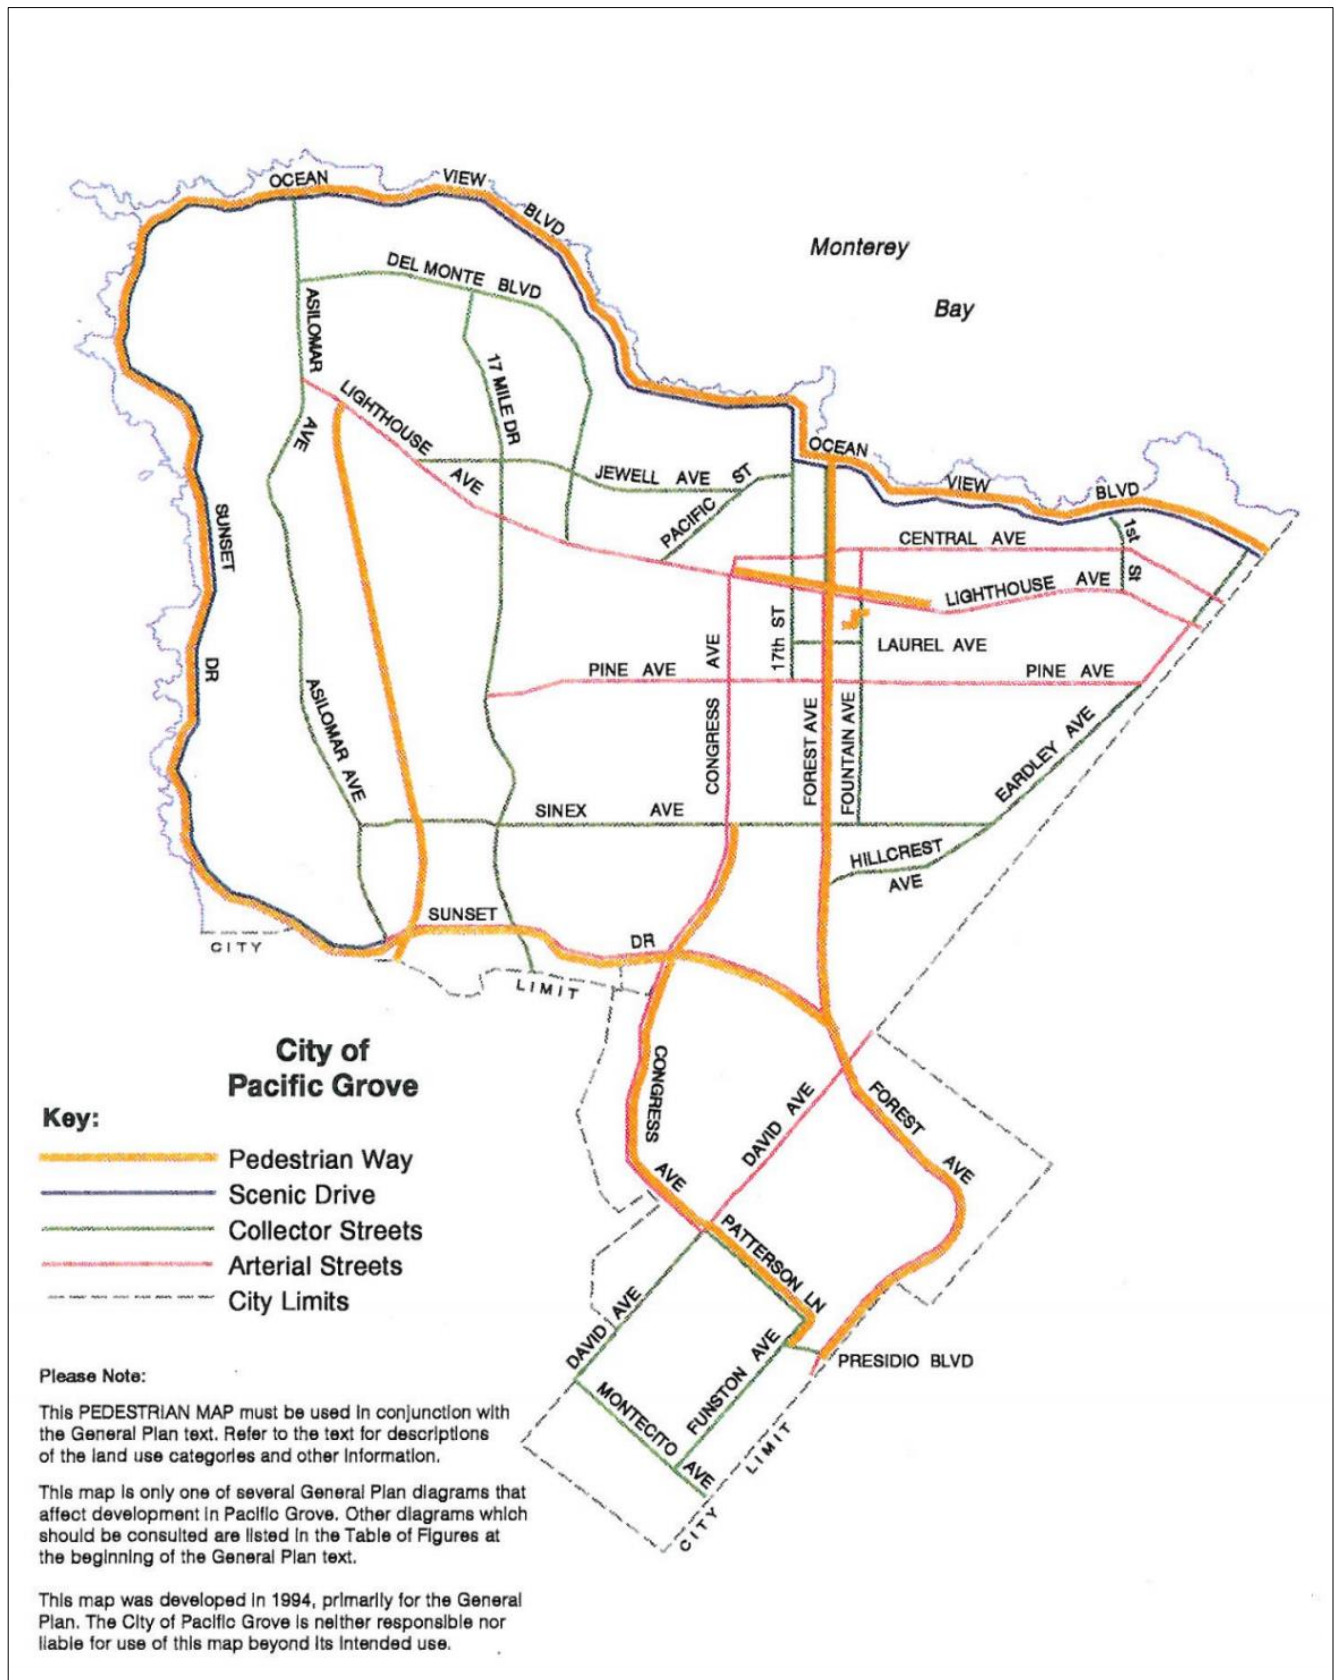 OCEAN VIEW BLVD
Monterey
Bay
DEL MONTE BLVD
ASILOMAR AVE
17 MILE DR
LIGHTHOUSE AVE
OCEAN VIEW BLVD
JEWELL AVE
PACIFIC ST
SUNSET DR
CENTRAL AVE
1st St
LIGHTHOUSE AVE
17th ST
LAUREL AVE
PINE AVE
PINE AVE
CONGRESS AVE
FOREST AVE
FOUNTAIN AVE
ASILOMAR AVE
EARDLEY AVE
SINEX AVE
HILLCREST
AVE
SUNSET DR
CITY LIMIT
CONGRESS AVE
DAVID AVE
FOREST AVE
PATTERSON LN
DAVID AVE
FUNSTON AVE
PRESIDIO BLVD
MONTECITO AVE
CITY LIMIT
City of
Pacific Grove
Key:
Pedestrian Way
Scenic Drive
Collector Streets
Arterial Streets
City Limits
Please Note:
This PEDESTRIAN MAP must be used in conjunction with
the General Plan text. Refer to the text for descriptions
of the land use categories and other information.
This map is only one of several General Plan diagrams that
affect development in Pacific Grove. Other diagrams which
should be consulted are listed in the Table of Figures at
the beginning of the General Plan text.
This map was developed in 1994, primarily for the General
Plan. The City of Pacific Grove is neither responsible nor
liable for use of this map beyond its intended use.